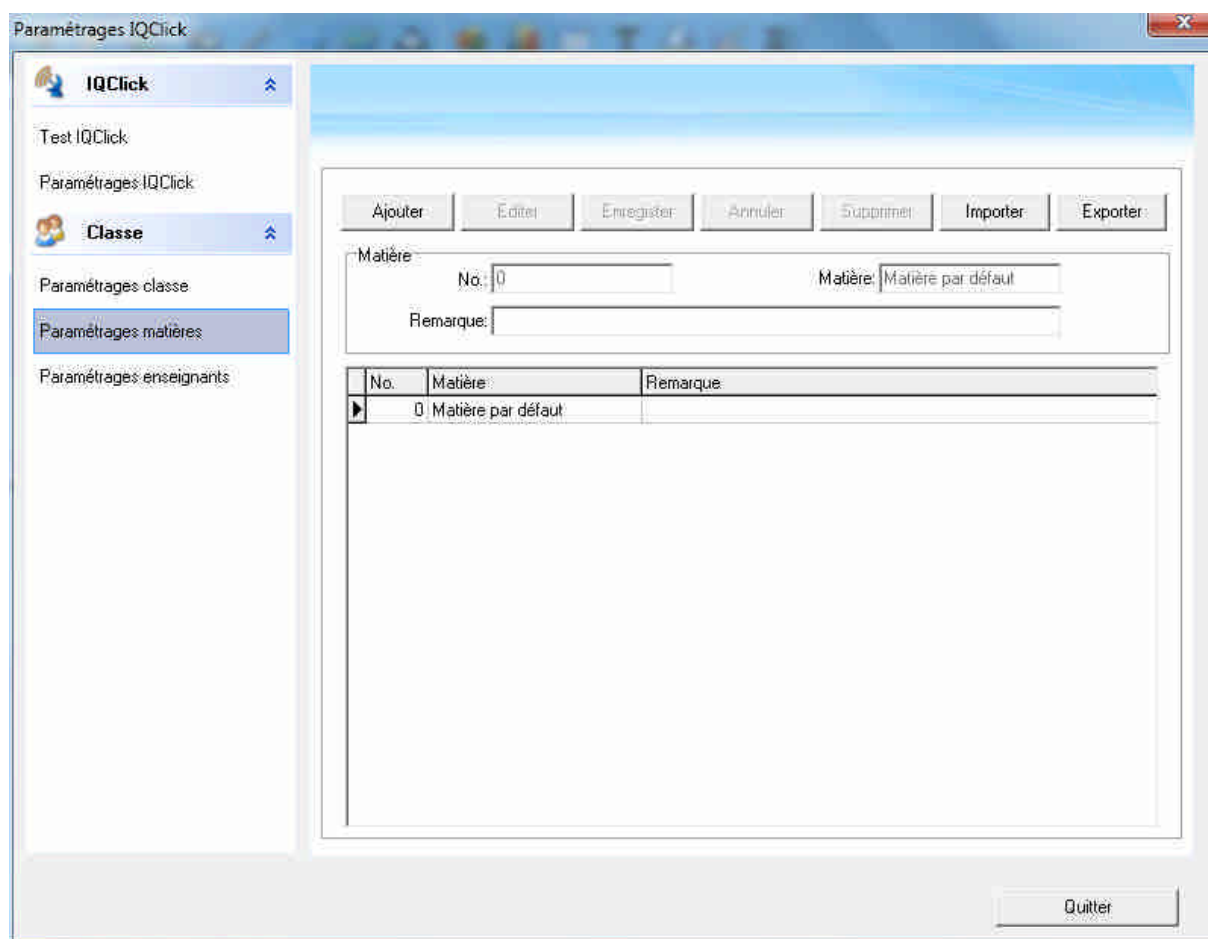 Paramétrages IQClick
IQClick
Test IQClick
Paramétrages IQClick
Classe
Paramétrages classe
Paramétrages matières
Paramétrages enseignants
Ajouter Editer Enregister Annuler Supprimer Importer Exporter
Matière
No.: 0 Matière: Matière par défaut
Remarque:
No. Matière Remarque
0 Matière par défaut
Quitter